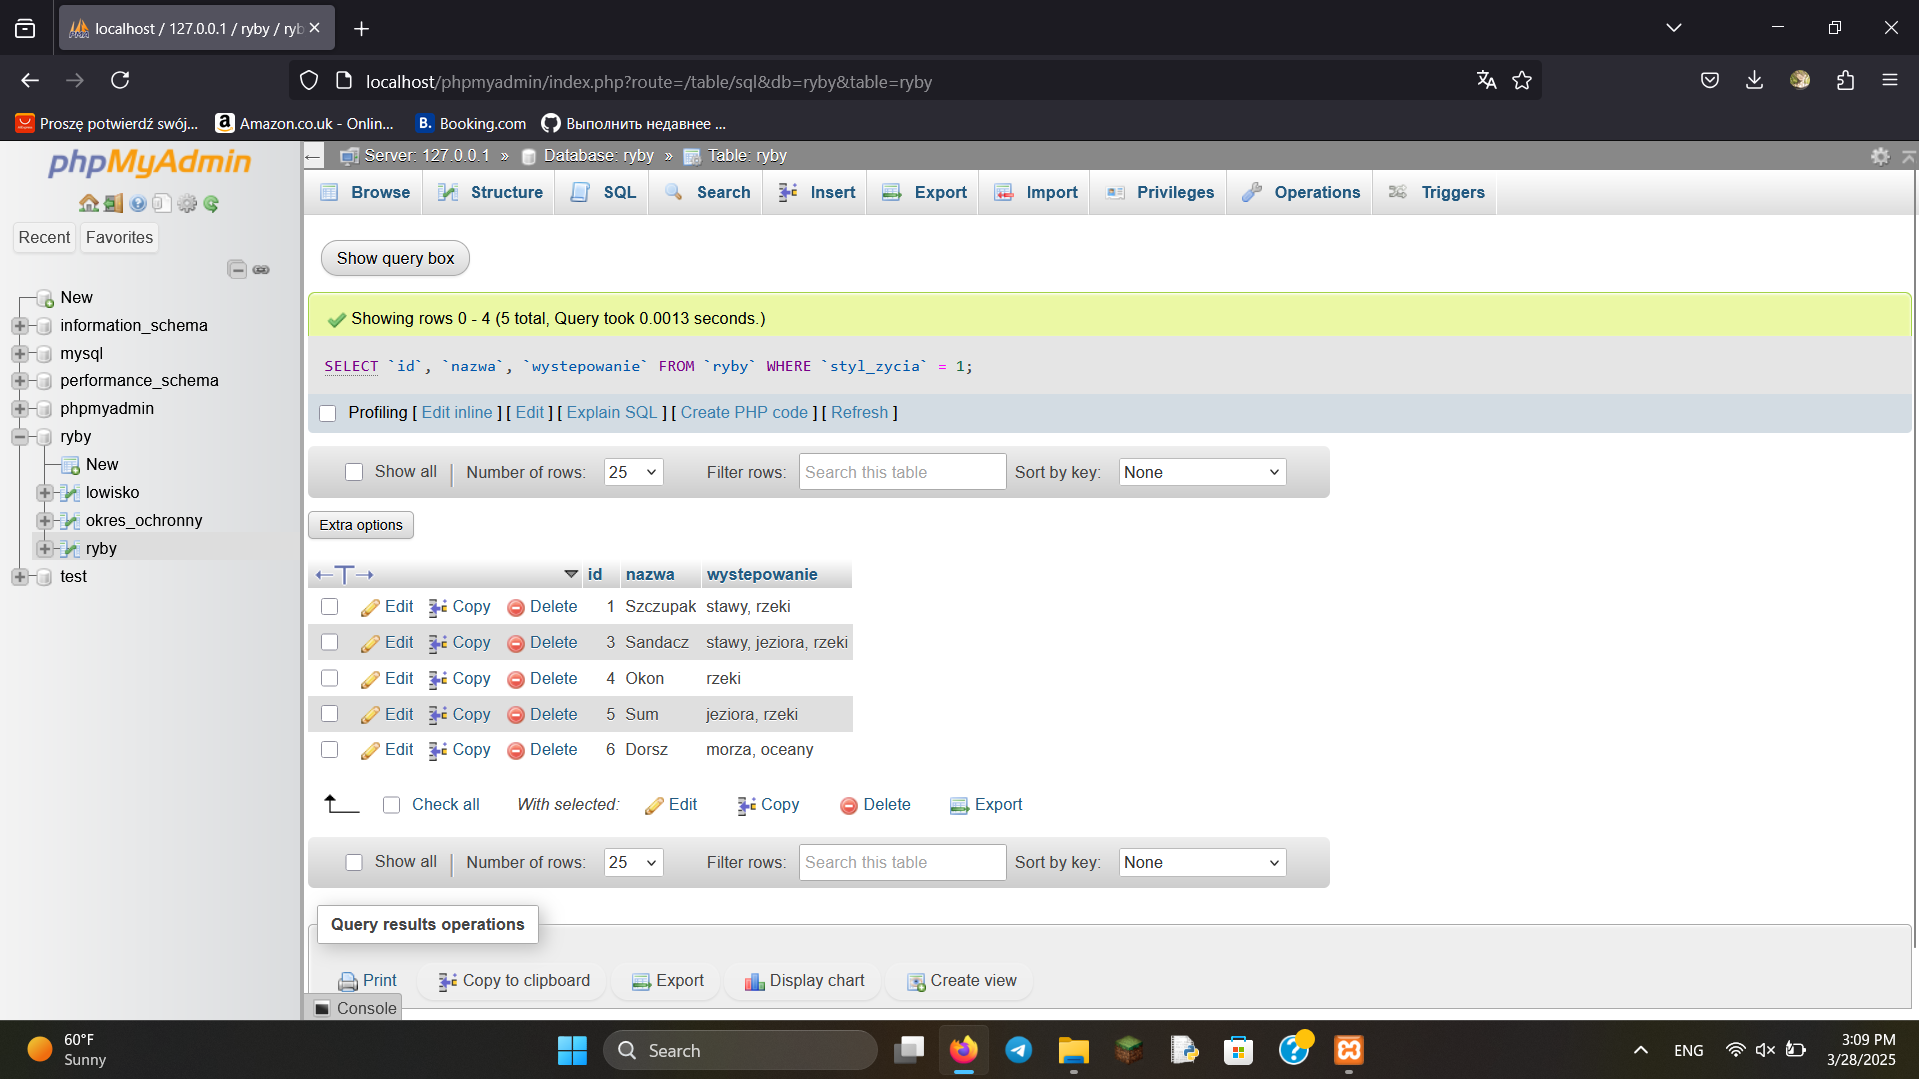 localhost / 127.0.0.1 / ryby / ryb
localhost/phpmyadmin/index.php?route=/table/sql&db=ryby&table=ryby
Proszę potwierdź swój... Amazon.co.uk - Onlin... B. Booking.com Выполнить недавнее ...
phpMyAdmin
Recent Favorites
New
information_schema
mysql
performance_schema
phpmyadmin
ryby
New
lowisko
okres_ochronny
ryby
test
Server: 127.0.0.1 » Database: ryby » Table: ryby
Browse Structure SQL Search Insert Export Import Privileges Operations Triggers
Show query box
Showing rows 0 - 4 (5 total, Query took 0.0013 seconds.)
SELECT `id`, `nazwa`, `wystepowanie` FROM `ryby` WHERE `styl_zycia` = 1;
Profiling [ Edit inline ] [ Edit ] [ Explain SQL ] [ Create PHP code ] [ Refresh ]
Show all | Number of rows: 25 Filter rows: Search this table Sort by key: None
Extra options
←T→ id nazwa wystepowanie
Edit Copy Delete 1 Szczupak stawy, rzeki
Edit Copy Delete 3 Sandacz stawy, jeziora, rzeki
Edit Copy Delete 4 Okon rzeki
Edit Copy Delete 5 Sum jeziora, rzeki
Edit Copy Delete 6 Dorsz morza, oceany
Check all With selected: Edit Copy Delete Export
Show all | Number of rows: 25 Filter rows: Search this table Sort by key: None
Query results operations
Print Copy to clipboard Export Display chart Create view
Console
60°F
Sunny
Search
ENG
3:09 PM
3/28/2025